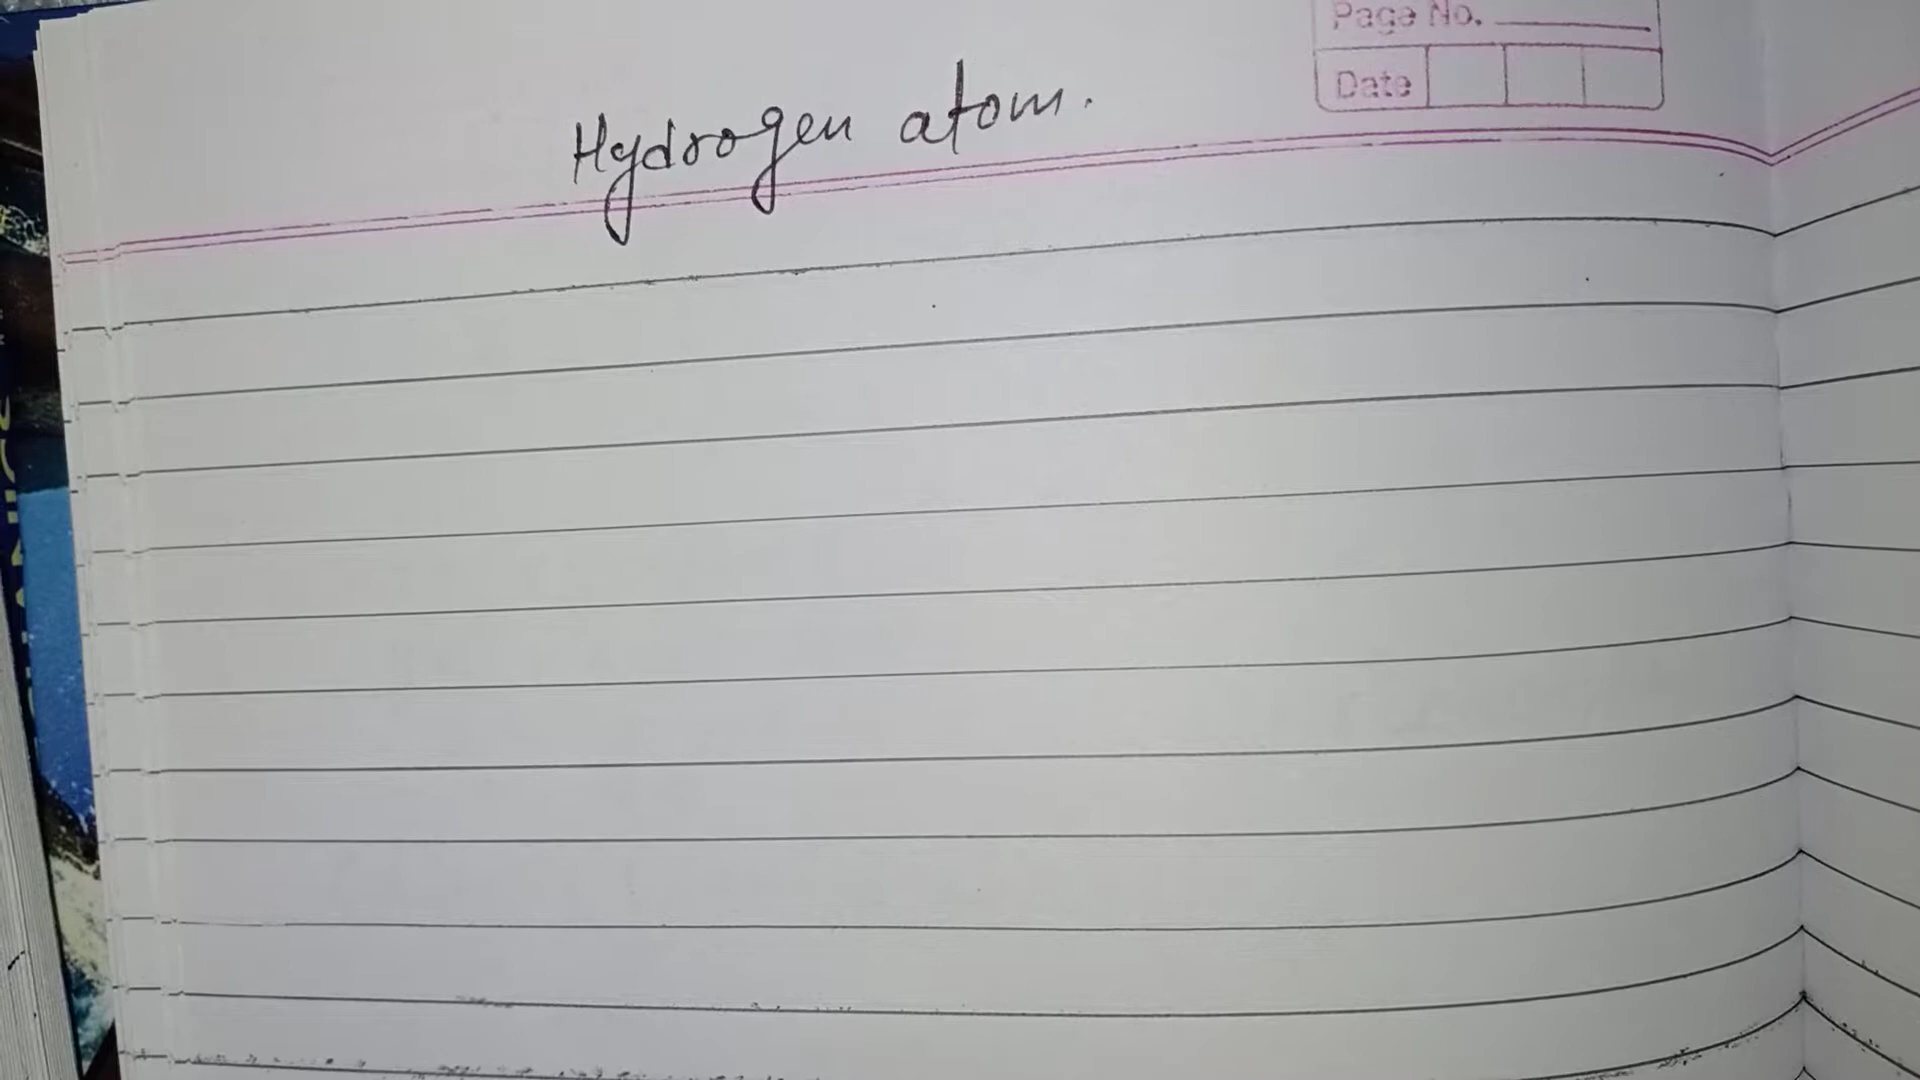 Page No.
Date
Hydrogen atom.